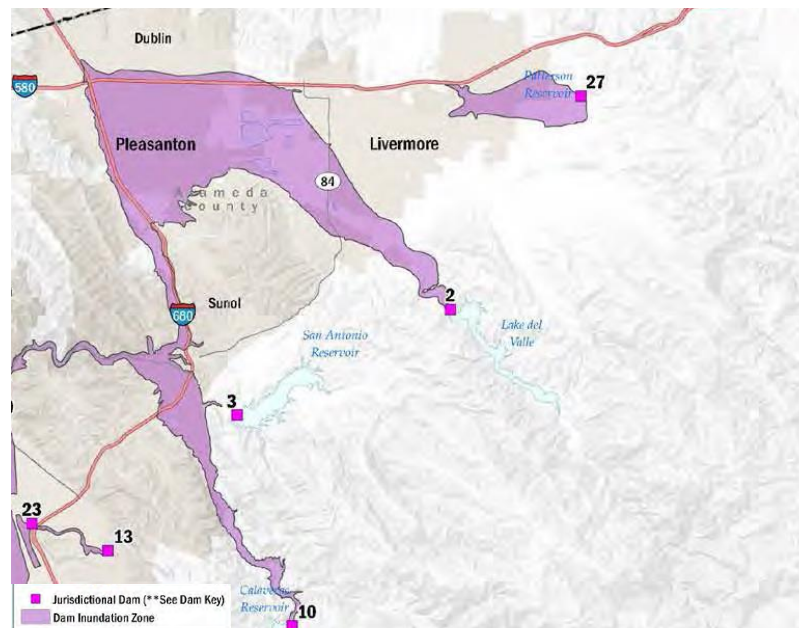 Dublin
580
Patterson
Reservoir
27
Pleasanton
Livermore
84
Alameda
County
2
Sunol
680
San Antonio
Reservoir
Lake del
Valle
3
23
13
Calaveras
Reservoir
10
Jurisdictional Dam (**See Dam Key)
Dam Inundation Zone